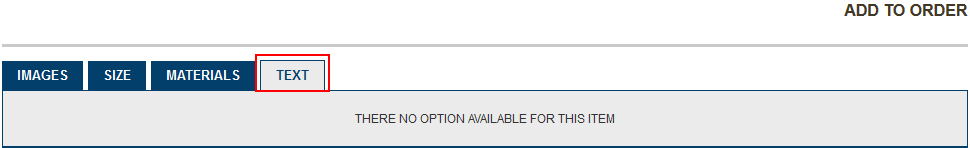 ADD TO ORDER
IMAGES SIZE MATERIALS TEXT
THERE NO OPTION AVAILABLE FOR THIS ITEM